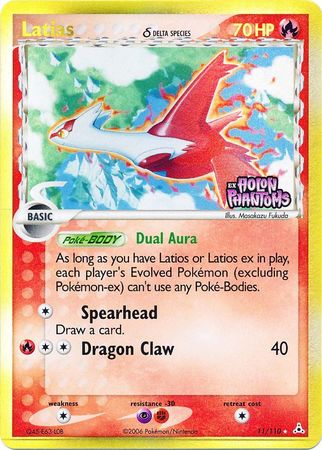 Latias
δ DELTA SPECIES
70 HP
BASIC
EX
HOLON
PHANTOMS
Illus. Masakazu Fukuda
Poké-BODY Dual Aura
As long as you have Latios or Latios ex in play,
each player's Evolved Pokémon (excluding
Pokémon-ex) can't use any Poké-Bodies.
Spearhead
Draw a card.
Dragon Claw 40
weakness resistance -30 retreat cost
©2006 Pokémon/Nintendo 11/110